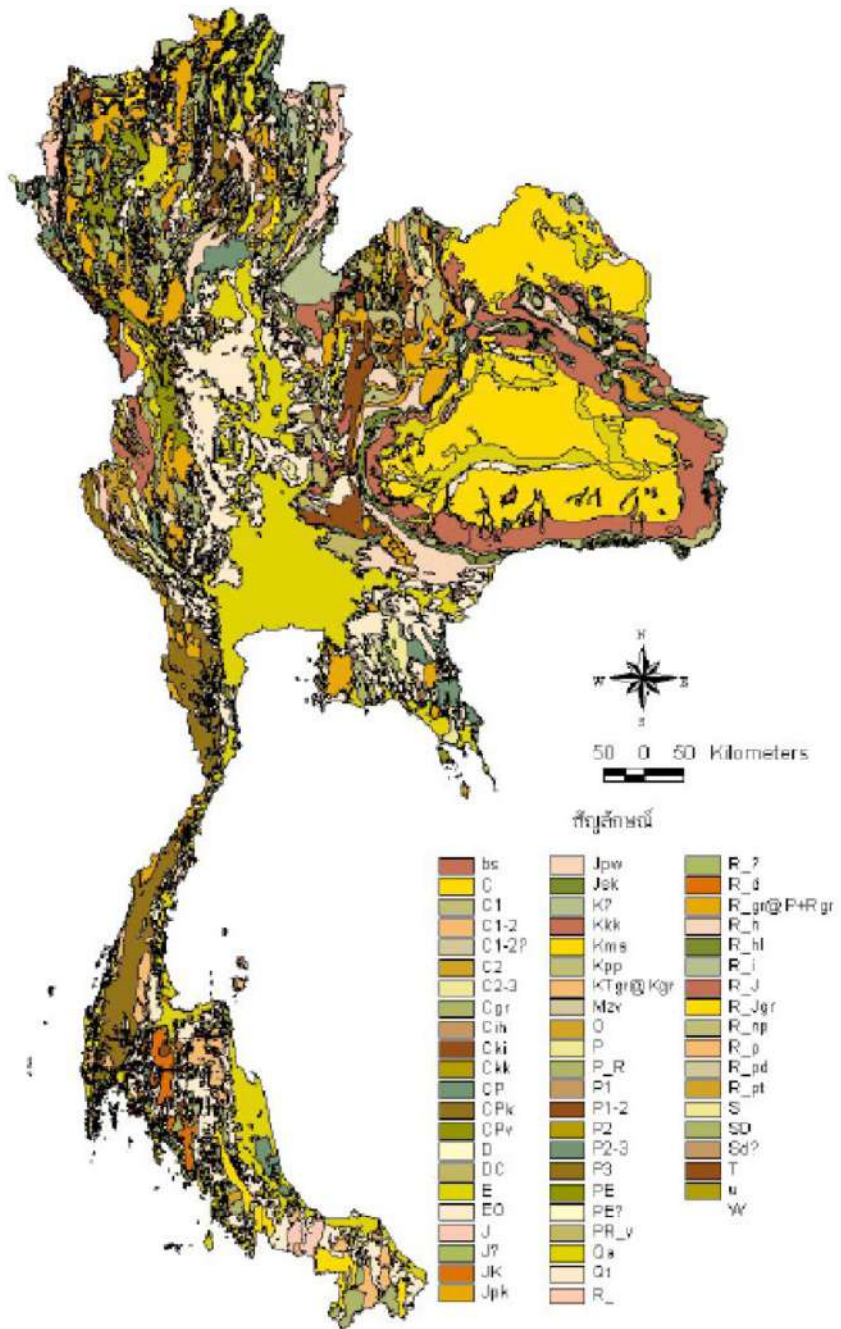 N
W E
S
50 0 50 Kilometers
สัญลักษณ์
bs
C
C1
C1-2
C1-2?
C2
C2-3
Cgr
Cih
Cki
Ckk
CP
CPk
CPv
D
DC
E
EO
J
J?
JK
Jpk
Jpw
Jsk
K?
Kkk
Kms
Kpp
KTgr@Kgr
Mzv
O
P
P_R
P1
P1-2
P2
P2-3
P3
PE
PE?
PR_v
Qa
Qt
R_
R_?
R_d
R_gr@P+Rgr
R_h
R_hl
R_i
R_J
R_Jgr
R_np
R_p
R_pd
R_pt
S
SD
Sd?
T
u
W